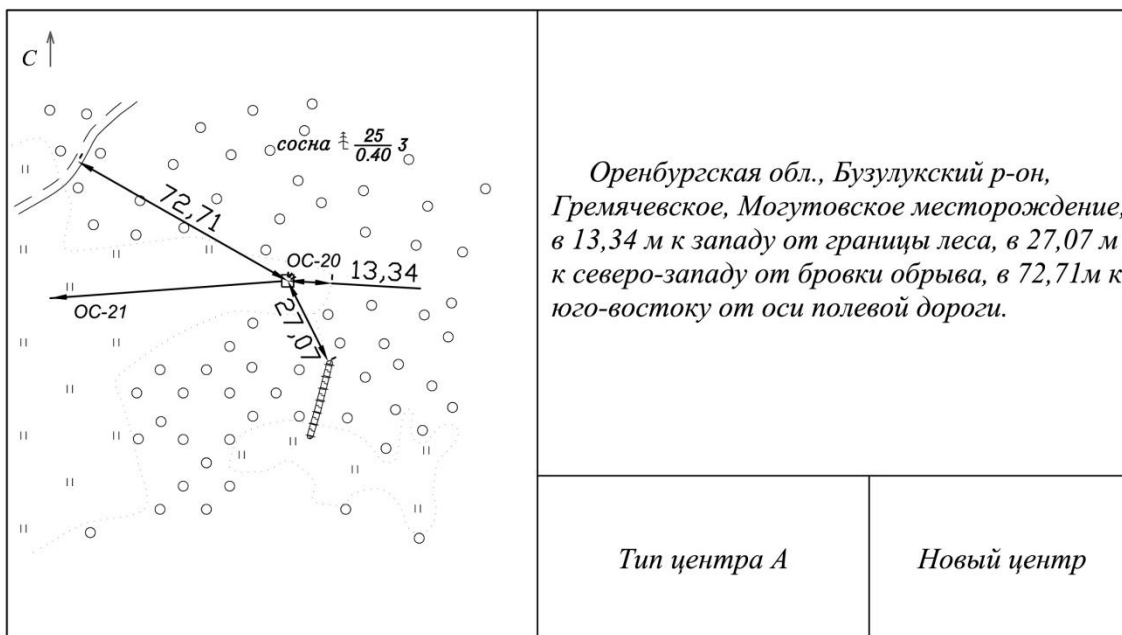 С
сосна 25 3
0.40
72,71
ОС-20
13,34
ОС-21
27,07
Оренбургская обл., Бузулукский р-он,
Гремячевское, Могутовское месторождение,
в 13,34 м к западу от границы леса, в 27,07 м
к северо-западу от бровки обрыва, в 72,71м к
юго-востоку от оси полевой дороги.
Тип центра А
Новый центр